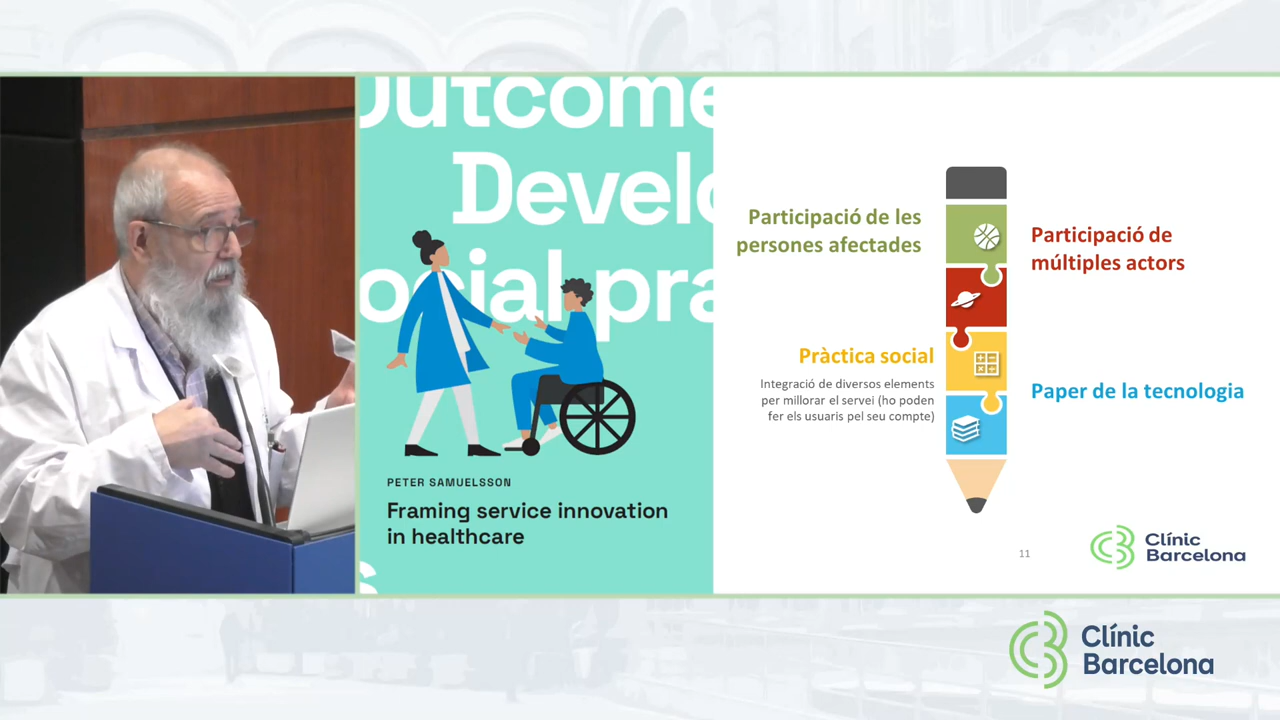 Outcome
Develo
ocial pra
PETER SAMUELSSON
Framing service innovation
in healthcare
s
Participació de les
persones afectades
Participació de
múltiples actors
Pràctica social
Integració de diversos elements
per millorar el servei (ho poden
fer els usuaris pel seu compte)
Paper de la tecnologia
11
Clínic
Barcelona
Clínic
Barcelona